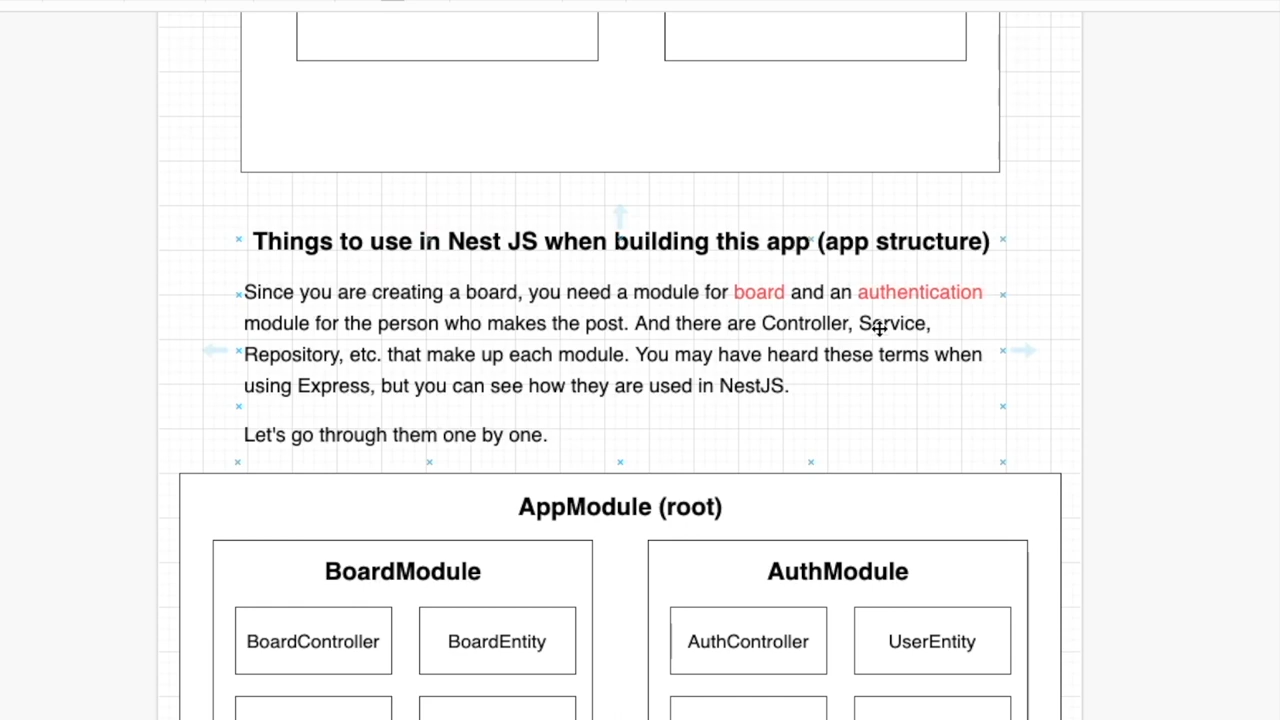 Things to use in Nest JS when building this app (app structure)
Since you are creating a board, you need a module for board and an authentication
module for the person who makes the post. And there are Controller, Service,
Repository, etc. that make up each module. You may have heard these terms when
using Express, but you can see how they are used in NestJS.
Let's go through them one by one.
AppModule (root)
BoardModule
AuthModule
BoardController
BoardEntity
AuthController
UserEntity